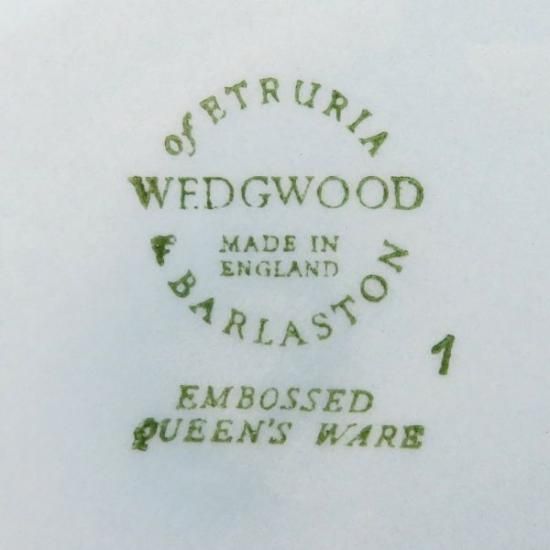 of ETRURIA
WEDGWOOD
MADE IN
ENGLAND
& BARLASTON
1
EMBOSSED
QUEEN'S WARE